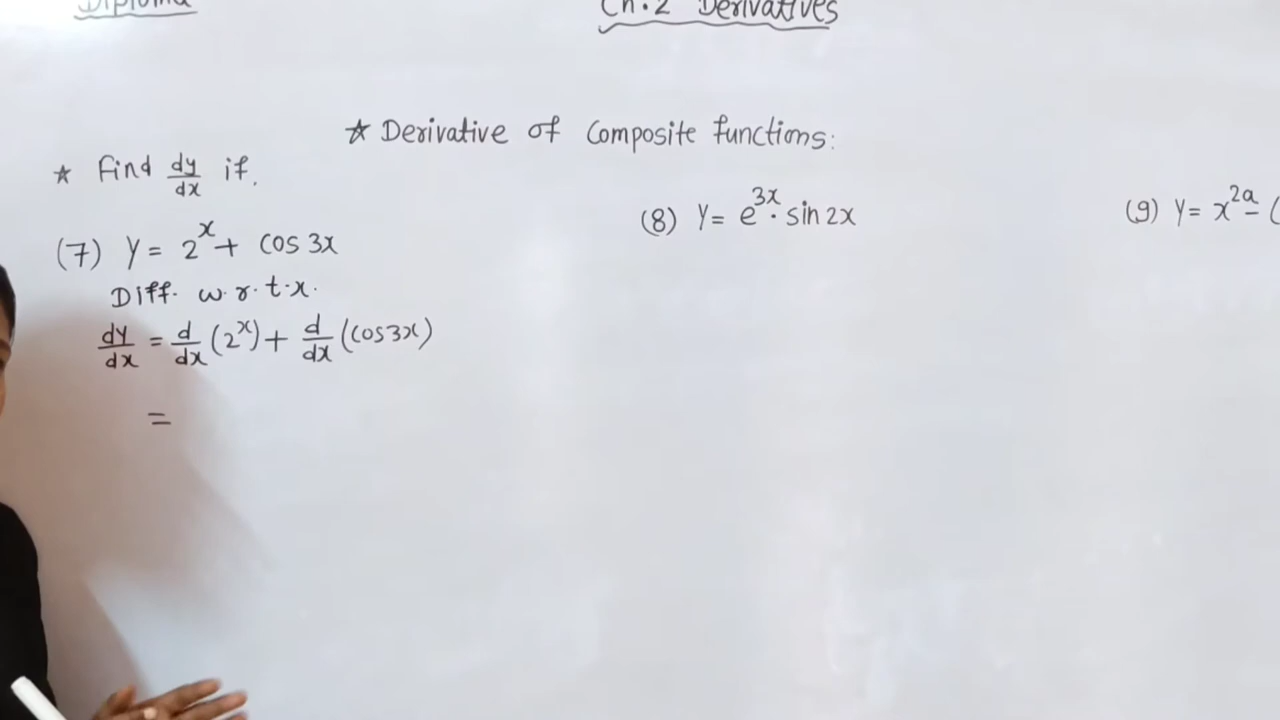 Diploma
Ch. 2 Derivatives
☆ Derivative of Composite functions:
☆ Find dy/dx if.
(7) y = 2^x + cos 3x
Diff. w.r.t.x.
dy/dx = d/dx (2^x) + d/dx (cos3x)
=
(8) y = e^3x · sin 2x
(9) y = x^2a – (